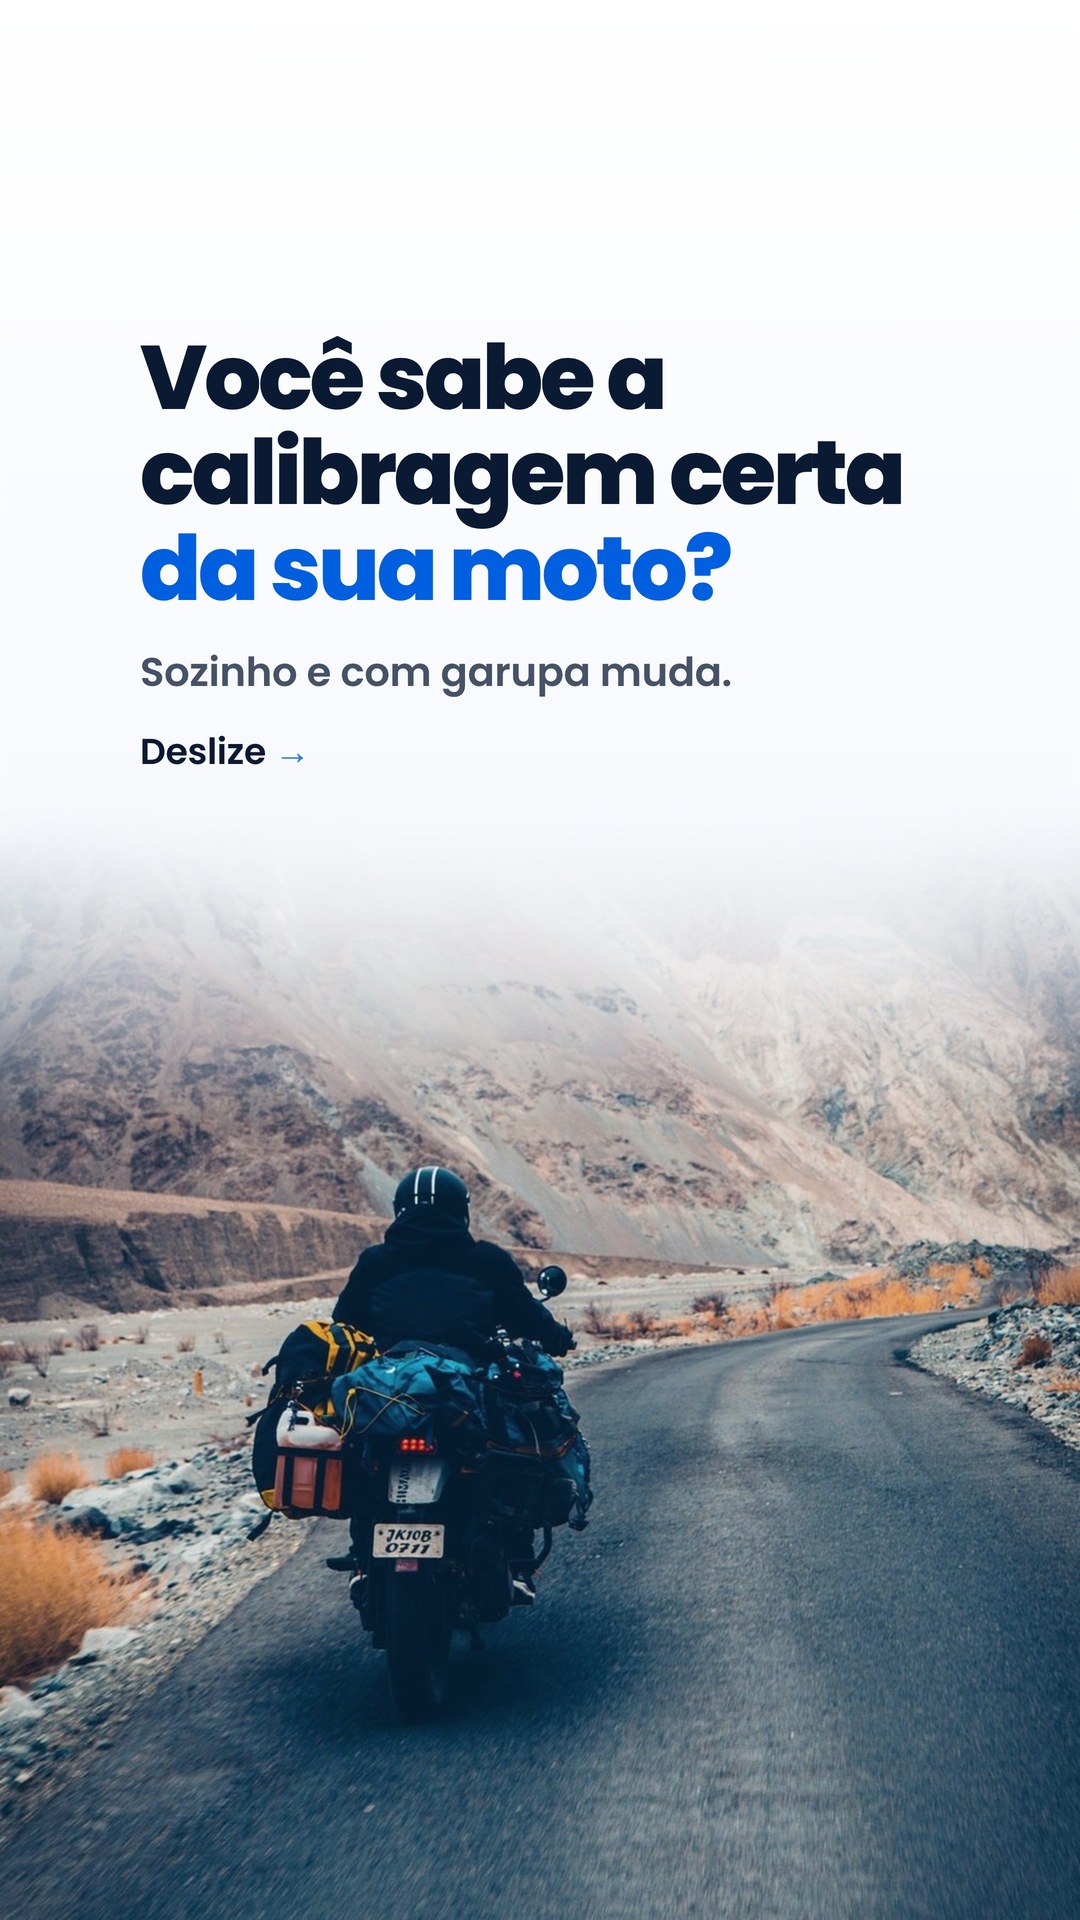 Você sabe a
calibragem certa
da sua moto?
Sozinho e com garupa muda.
Deslize →
JK10B
0711